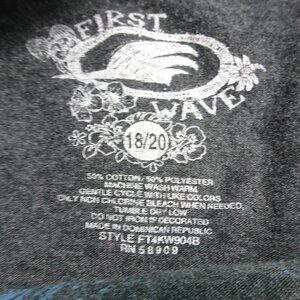 FIRST
WAVE
18/20
50% COTTON/50% POLYESTER
MACHINE WASH WARM
GENTLE CYCLE WITH LIKE COLORS
ONLY NON CHLORINE BLEACH WHEN NEEDED
TUMBLE DRY LOW
DO NOT IRON IF DECORATED
MADE IN DOMINICAN REPUBLIC
STYLE FT4KW904B
RN 58909